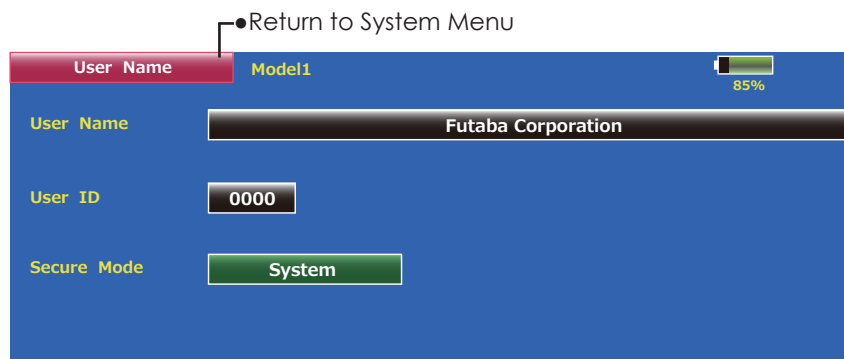 ●Return to System Menu
User Name Model1
85%
User Name Futaba Corporation
User ID 0000
Secure Mode System